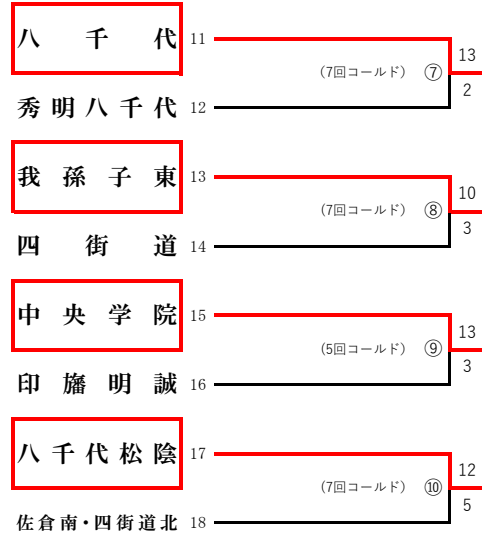 八千代 11
13
(7回コールド) ⑦
2
秀明八千代 12
我孫子東 13
10
(7回コールド) ⑧
3
四街道 14
中央学院 15
13
(5回コールド) ⑨
3
印旛明誠 16
八千代松陰 17
12
(7回コールド) ⑩
5
佐倉南・四街道北 18